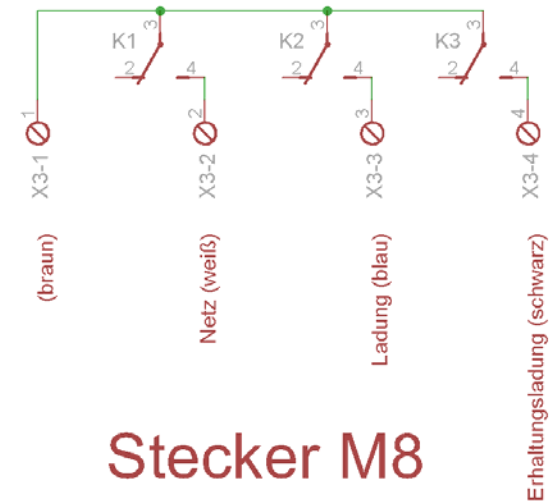 K1
3
2
4
K2
3
2
4
K3
3
2
4
1
X3-1
2
X3-2
3
X3-3
4
X3-4
(braun)
Netz (weiß)
Ladung (blau)
Erhaltungsladung (schwarz)
Stecker M8